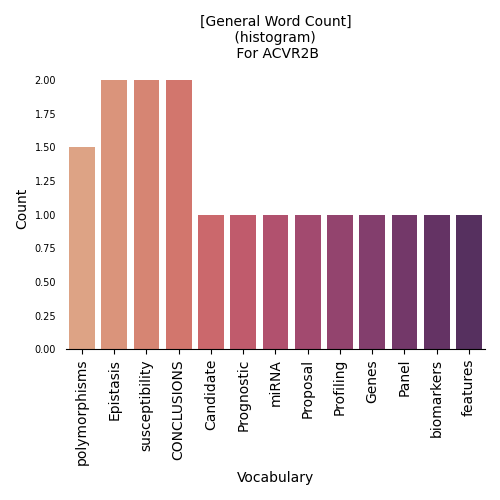 [General Word Count]
(histogram)
For ACVR2B
2.00
1.75
1.50
1.25
1.00
0.75
0.50
0.25
0.00
Count
polymorphisms
Epistasis
susceptibility
CONCLUSIONS
Candidate
Prognostic
miRNA
Proposal
Profiling
Genes
Panel
biomarkers
features
Vocabulary